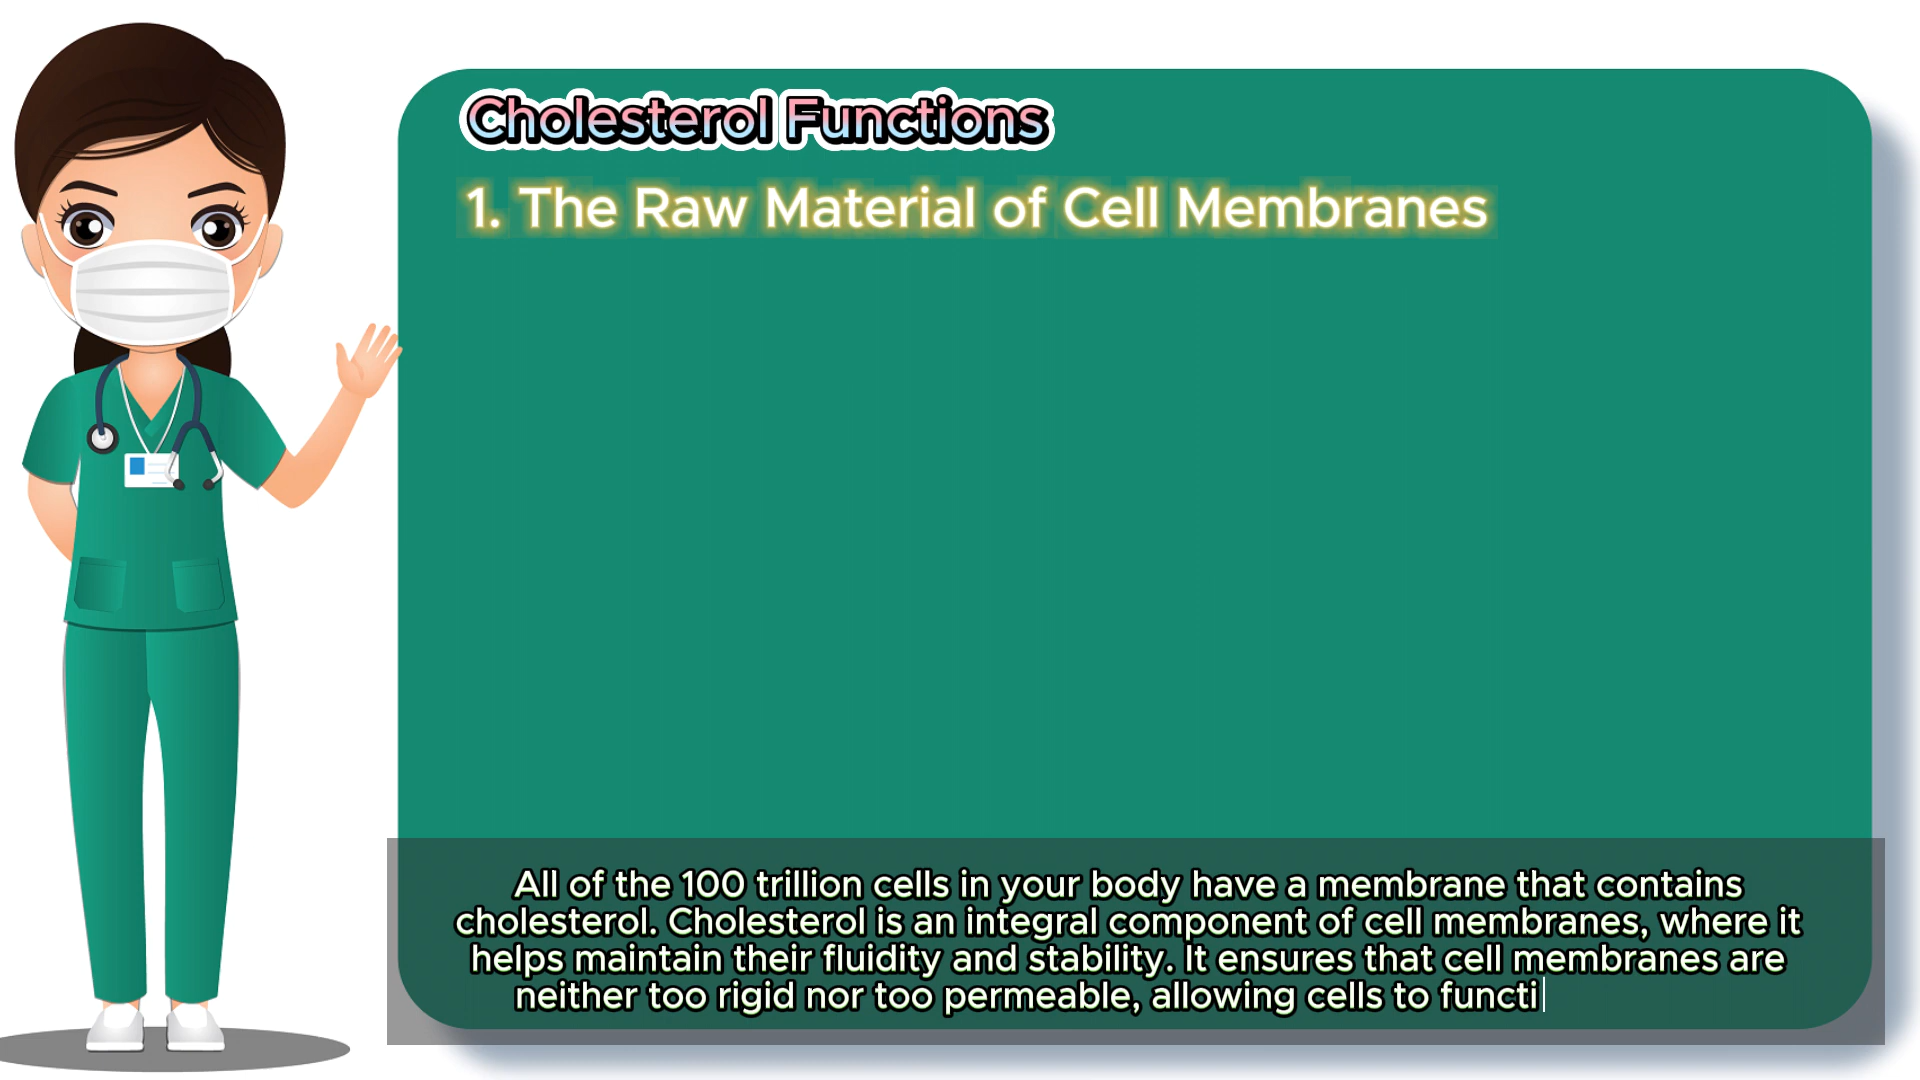 Cholesterol Functions
1. The Raw Material of Cell Membranes
All of the 100 trillion cells in your body have a membrane that contains
cholesterol. Cholesterol is an integral component of cell membranes, where it
helps maintain their fluidity and stability. It ensures that cell membranes are
neither too rigid nor too permeable, allowing cells to functi